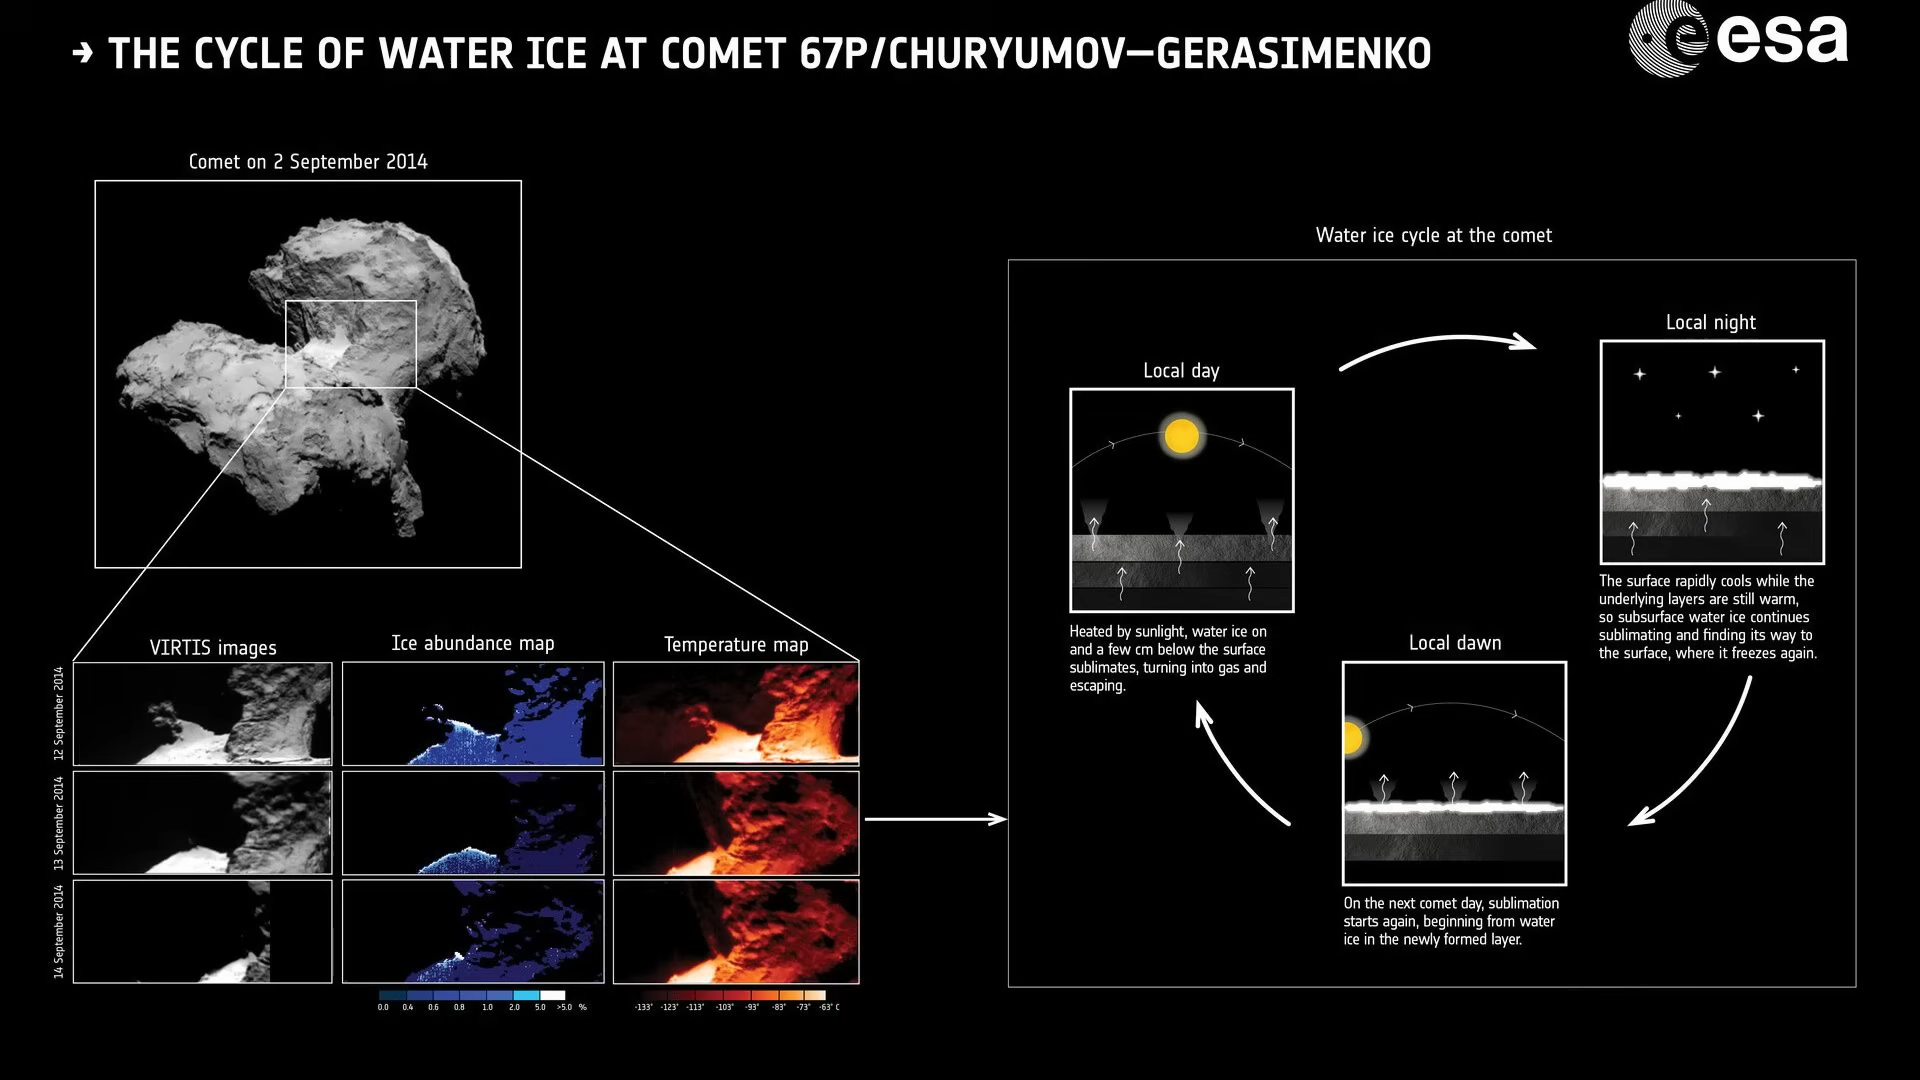 → THE CYCLE OF WATER ICE AT COMET 67P/CHURYUMOV–GERASIMENKO
esa
Comet on 2 September 2014
VIRTIS images
Ice abundance map
Temperature map
12 September 2014
13 September 2014
14 September 2014
0.0 0.4 0.6 0.8 1.0 2.0 5.0 >5.0 %
-133° -123° -113° -103° -93° -83° -73° -63° C
Water ice cycle at the comet
Local day
Heated by sunlight, water ice on
and a few cm below the surface
sublimates, turning into gas and
escaping.
Local night
The surface rapidly cools while the
underlying layers are still warm,
so subsurface water ice continues
sublimating and finding its way to
the surface, where it freezes again.
Local dawn
On the next comet day, sublimation
starts again, beginning from water
ice in the newly formed layer.